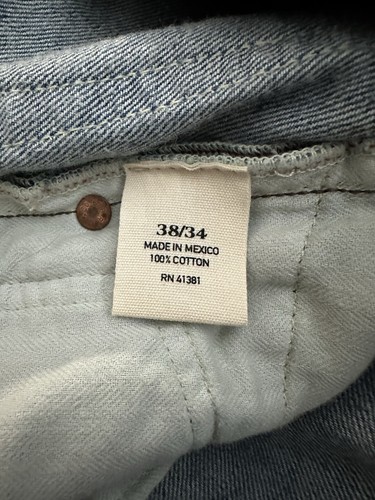 38/34
MADE IN MEXICO
100% COTTON
RN 41381